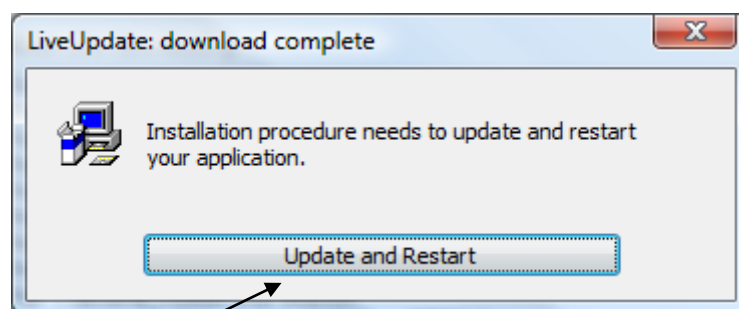 LiveUpdate: download complete
Installation procedure needs to update and restart
your application.
Update and Restart